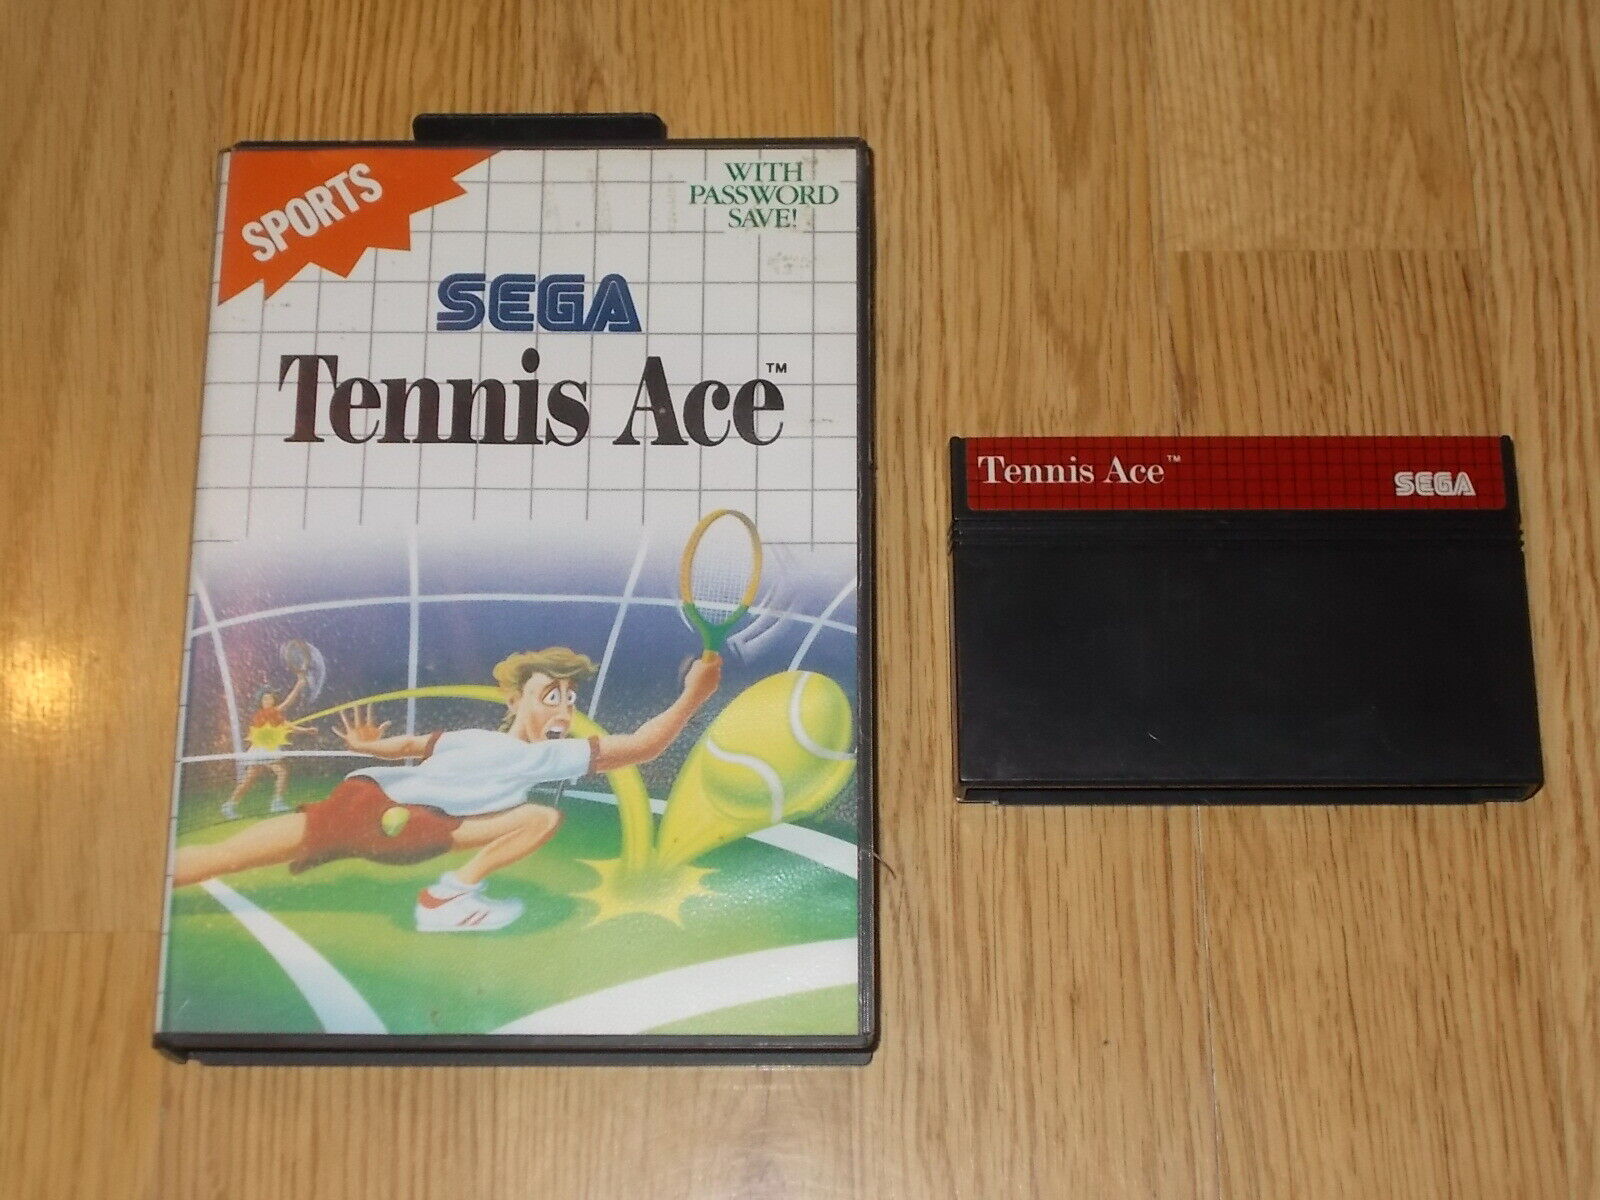 SPORTS
WITH
PASSWORD
SAVE!
SEGA
Tennis Ace™
Tennis Ace™
SEGA